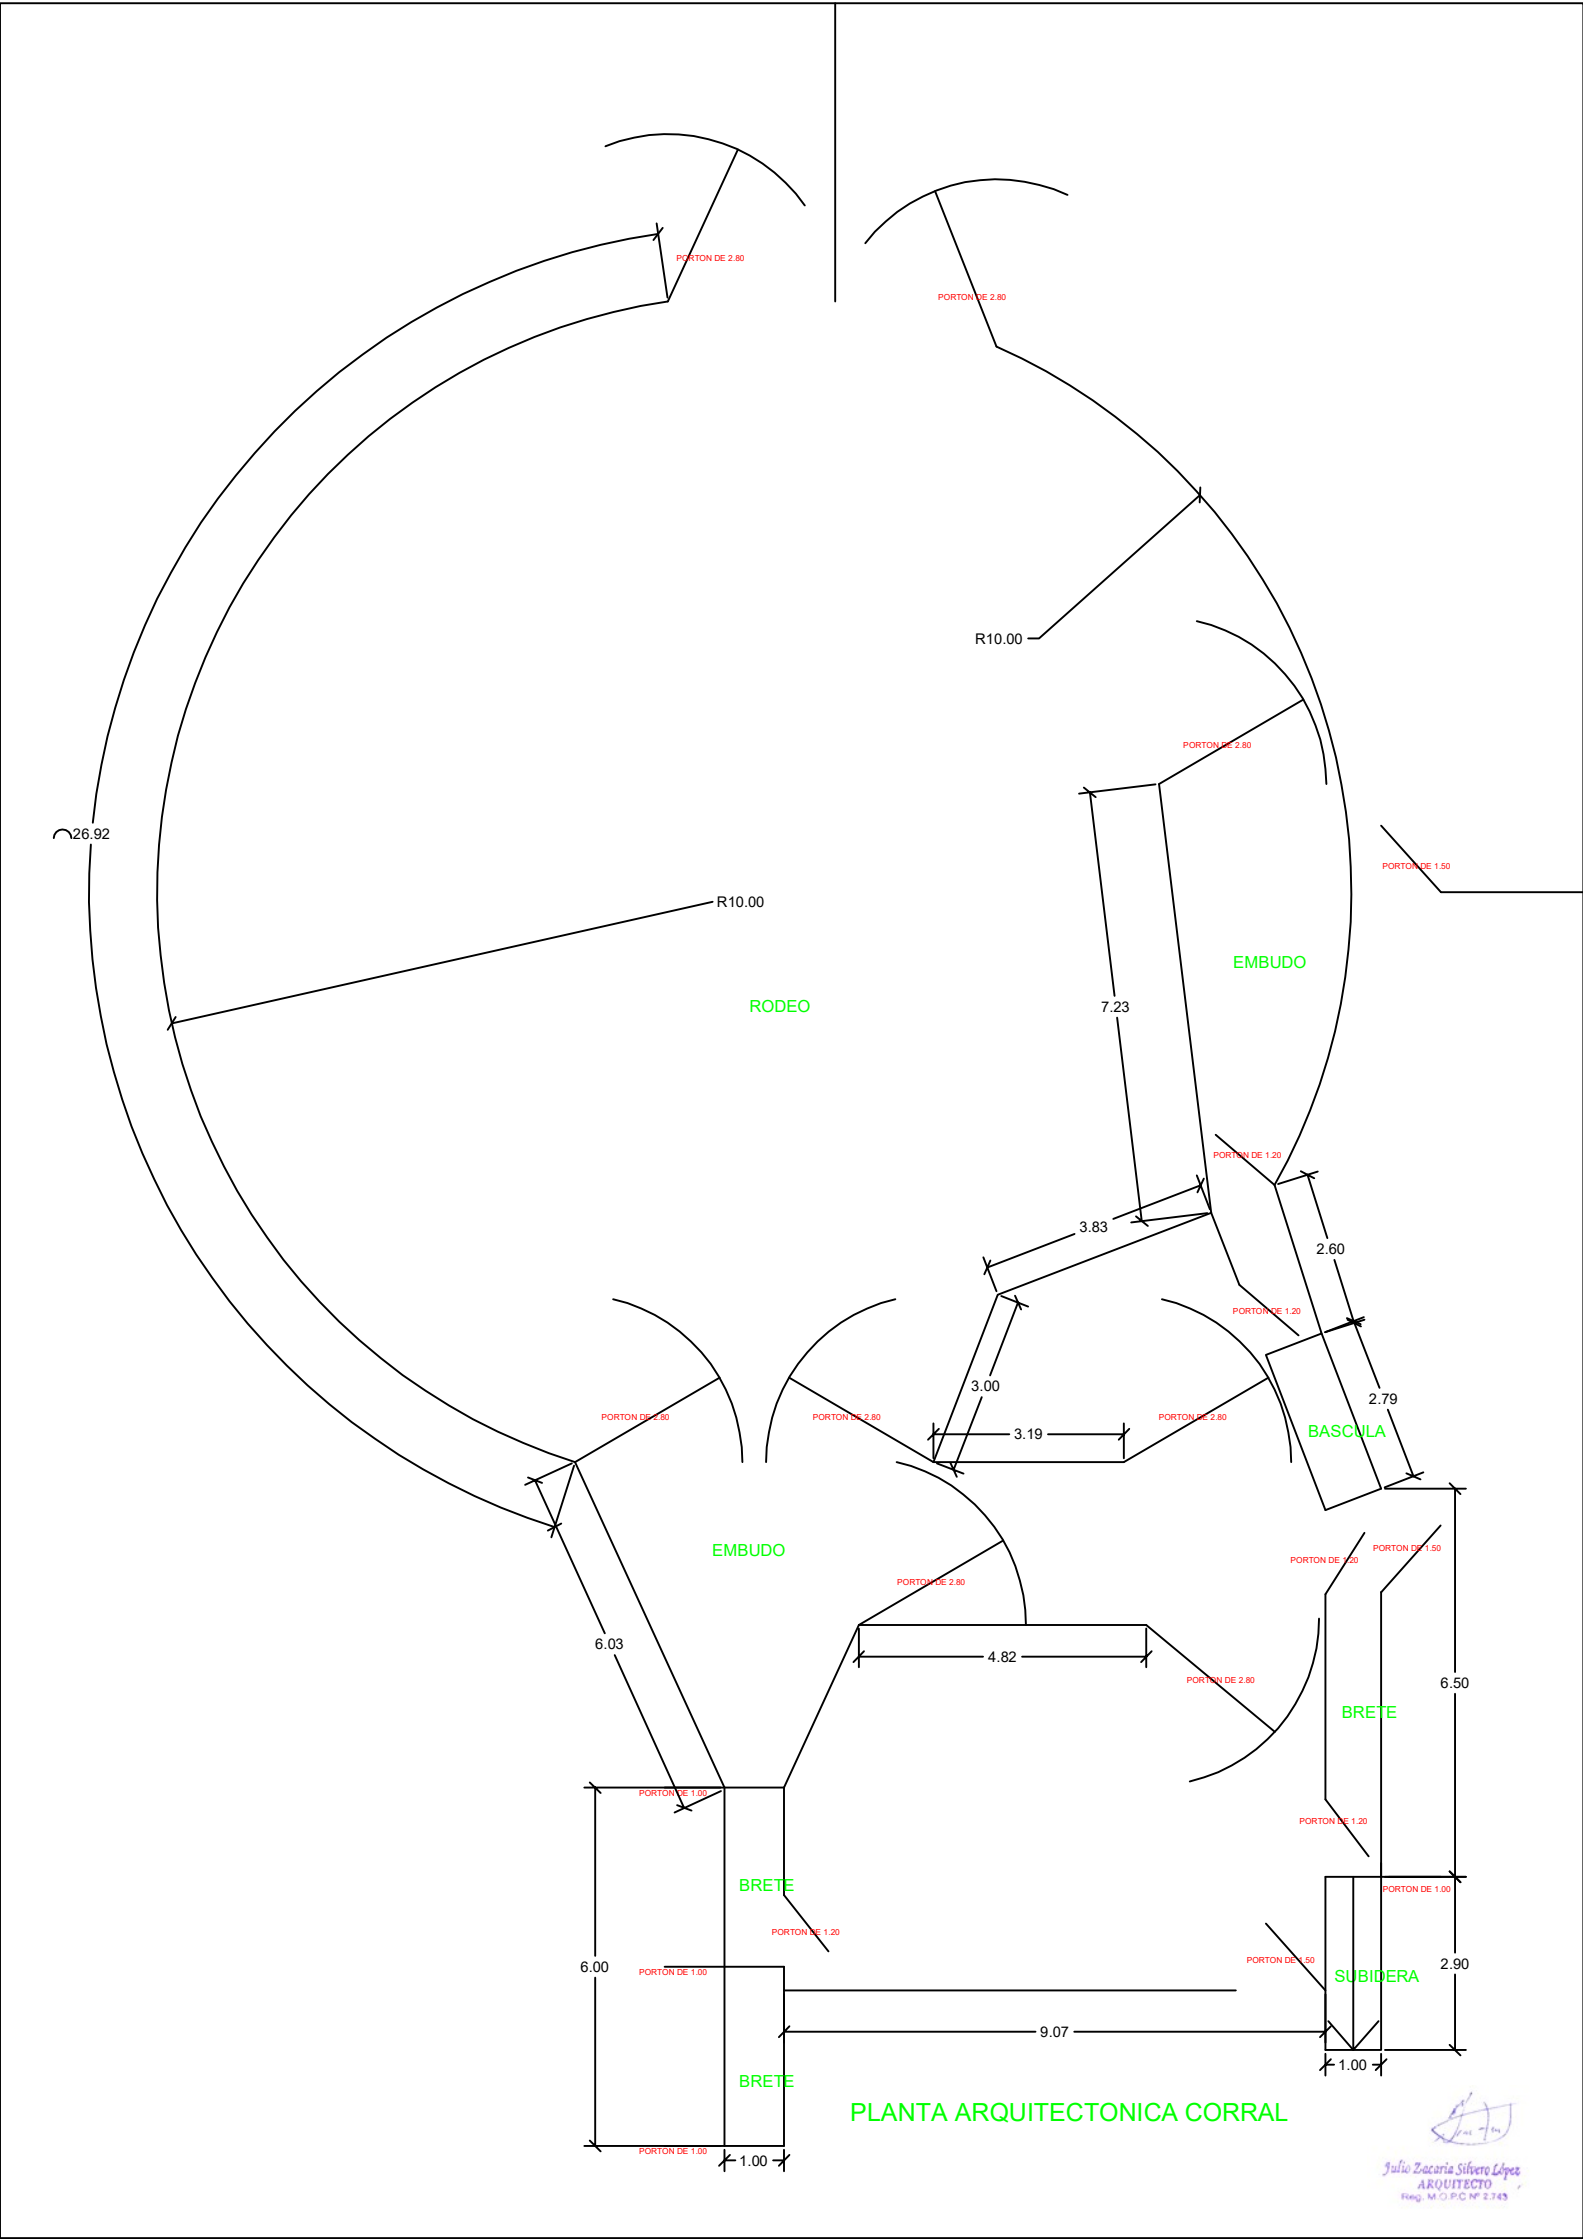 PORTON DE 2.80
PORTON DE 2.80
R10.00
PORTON DE 2.80
26.92
PORTON DE 1.50
R10.00
EMBUDO
RODEO
7.23
PORTON DE 1.20
3.83
2.60
PORTON DE 1.20
3.00
2.79
PORTON DE 2.80
PORTON DE 2.80
PORTON DE 2.80
3.19
BASCULA
EMBUDO
PORTON DE 1.20
PORTON DE 1.50
PORTON DE 2.80
6.03
4.82
PORTON DE 2.80
6.50
BRETE
PORTON DE 1.00
PORTON DE 1.20
BRETE
PORTON DE 1.00
PORTON DE 1.20
PORTON DE 1.50
6.00
PORTON DE 1.00
SUBIDERA
2.90
9.07
1.00
BRETE
PLANTA ARQUITECTONICA CORRAL
PORTON DE 1.00
1.00
Julio Zacaria Silvero López
ARQUITECTO
Reg. M.O.P.C Nº 2.743